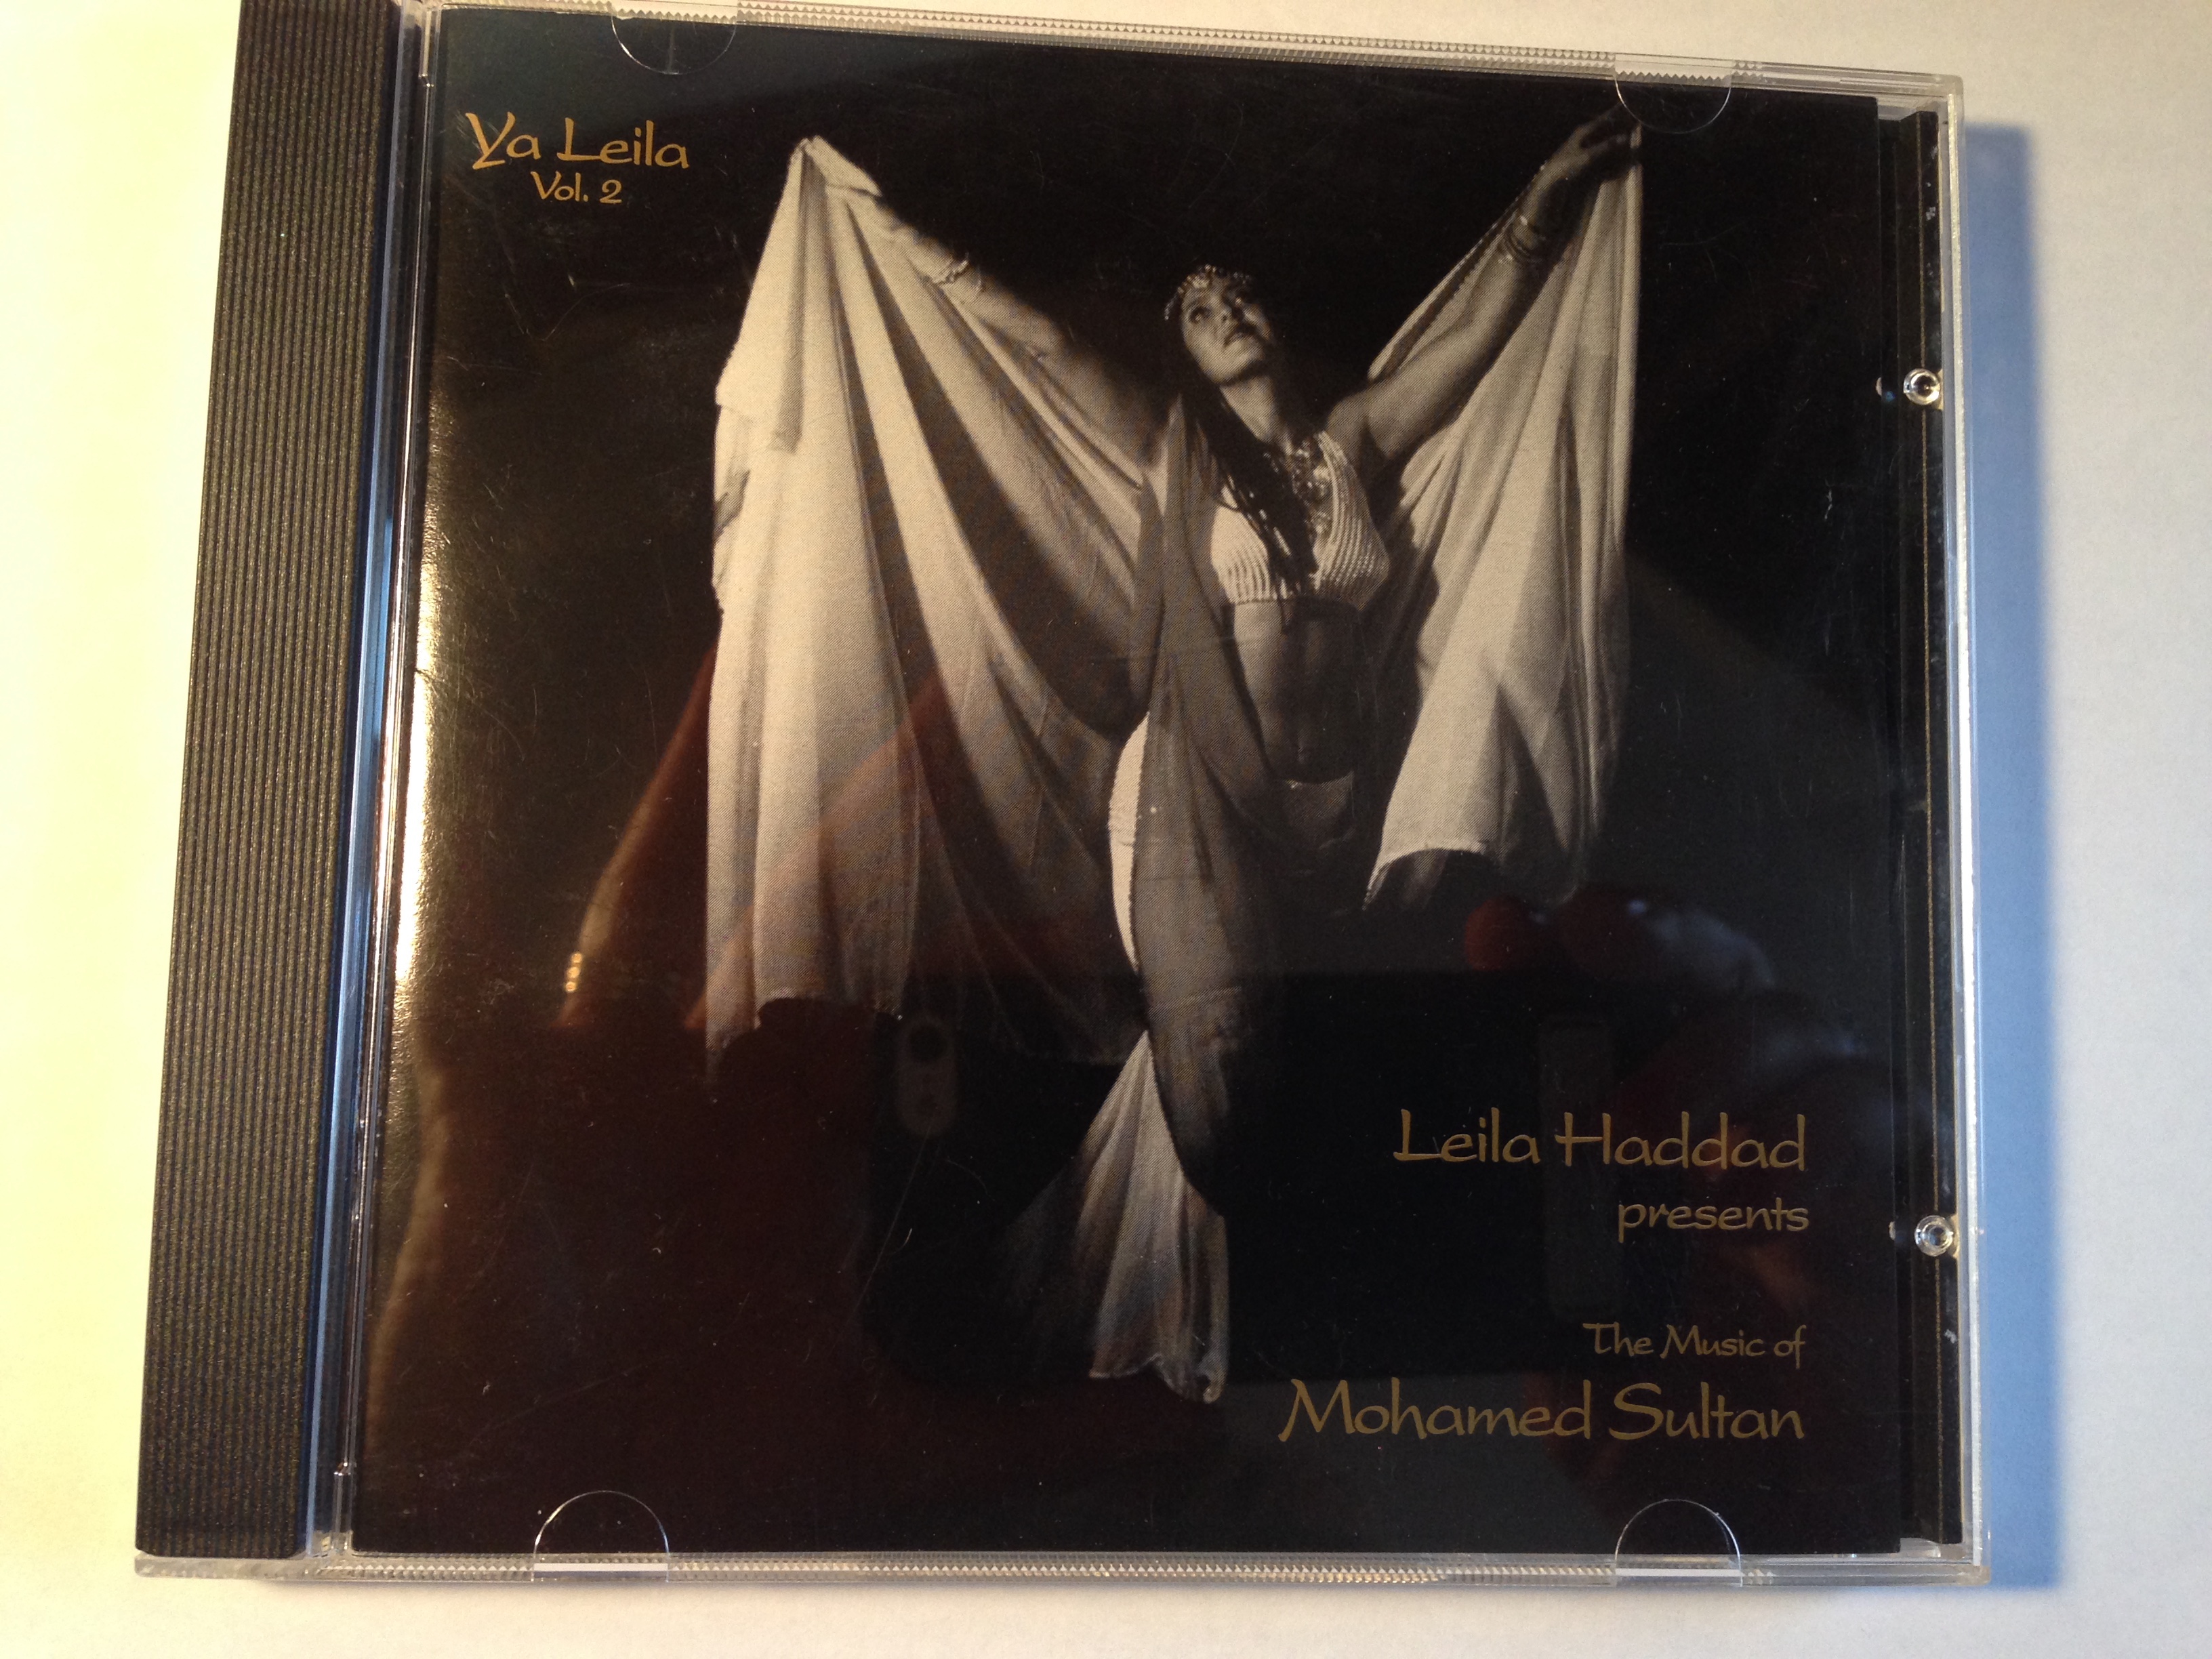 Ya Leila
Vol. 2
Leila Haddad
presents
The Music of
Mohamed Sultan